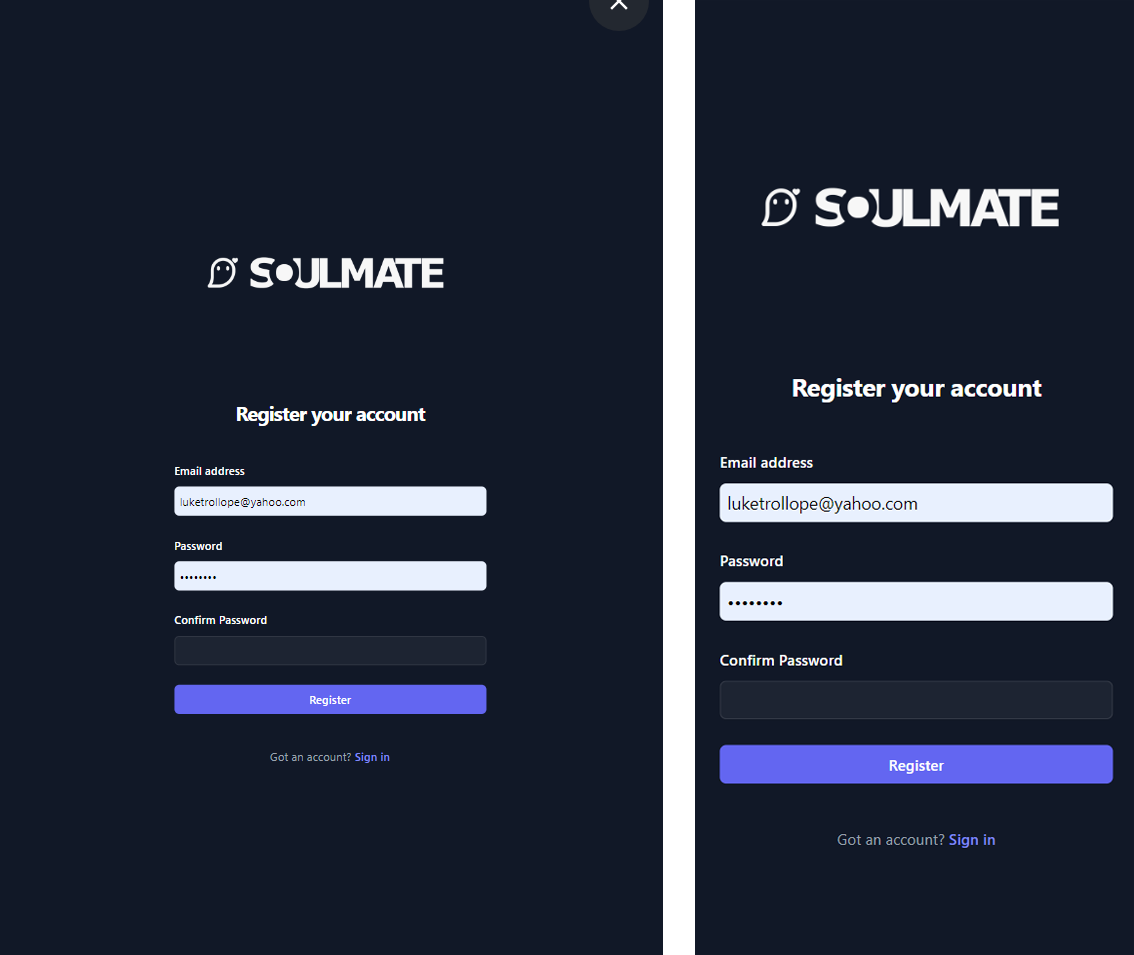 SOULMATE
Register your account
Email address
luketrollope@yahoo.com
Password
••••••••
Confirm Password
Register
Got an account? Sign in
SOULMATE
Register your account
Email address
luketrollope@yahoo.com
Password
••••••••
Confirm Password
Register
Got an account? Sign in